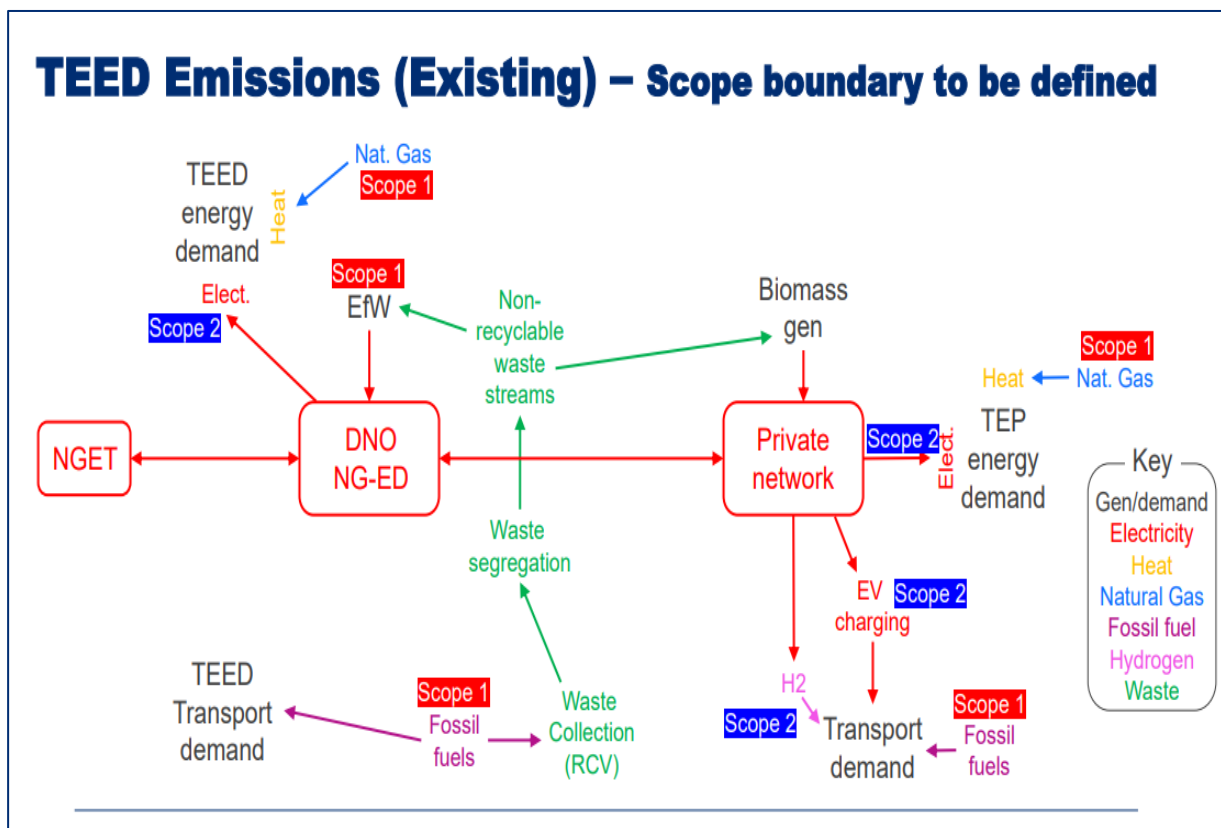 TEED Emissions (Existing) – Scope boundary to be defined
Nat. Gas
Scope 1
TEED
energy
demand
Heat
Elect.
Scope 2
Scope 1
EfW
Non-
recyclable
waste
streams
Biomass
gen
Scope 1
Heat
Nat. Gas
NGET
DNO
NG-ED
Private
network
Scope 2
Elect.
TEP
energy
demand
Waste
segregation
EV
charging
Scope 2
TEED
Transport
demand
Scope 1
Fossil
fuels
Waste
Collection
(RCV)
H2
Scope 2
Transport
demand
Scope 1
Fossil
fuels
Key
Gen/demand
Electricity
Heat
Natural Gas
Fossil fuel
Hydrogen
Waste